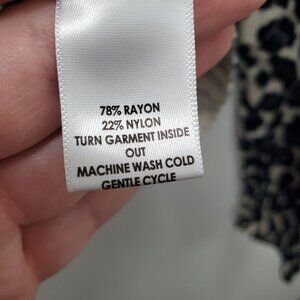 78% RAYON
22% NYLON
TURN GARMENT INSIDE
OUT
MACHINE WASH COLD
GENTLE CYCLE